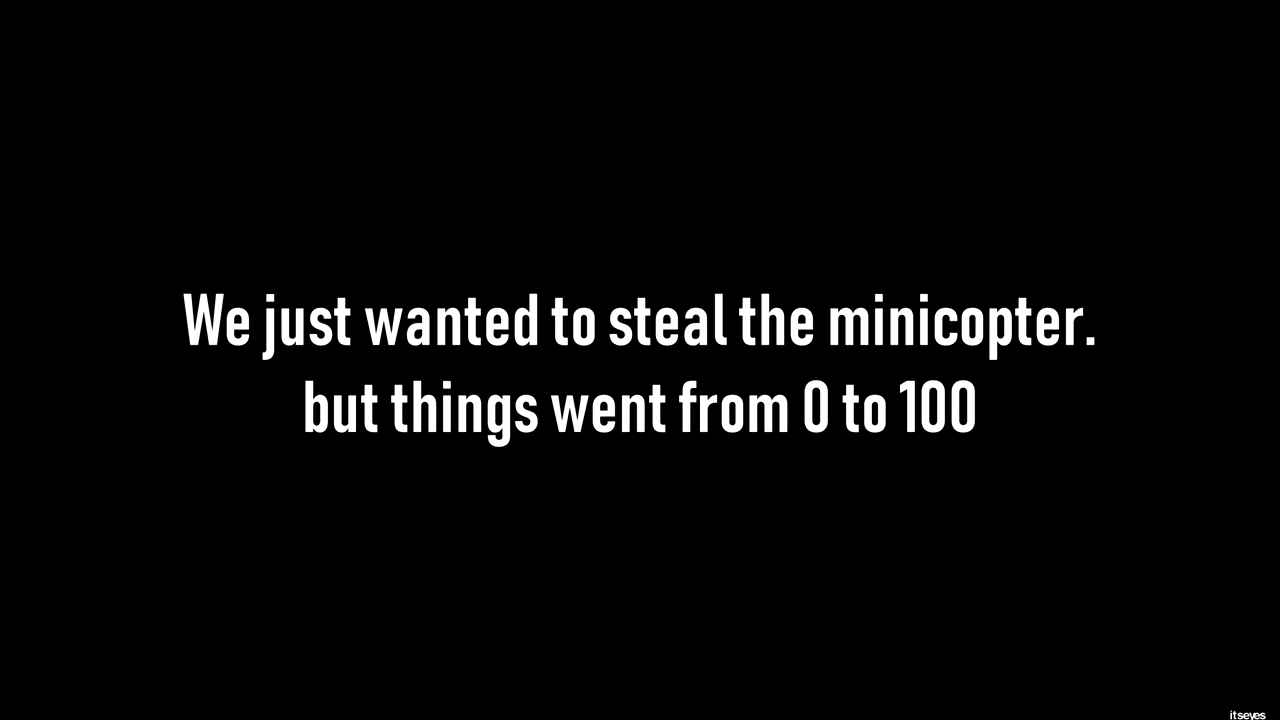 We just wanted to steal the minicopter.
but things went from 0 to 100
itseyes